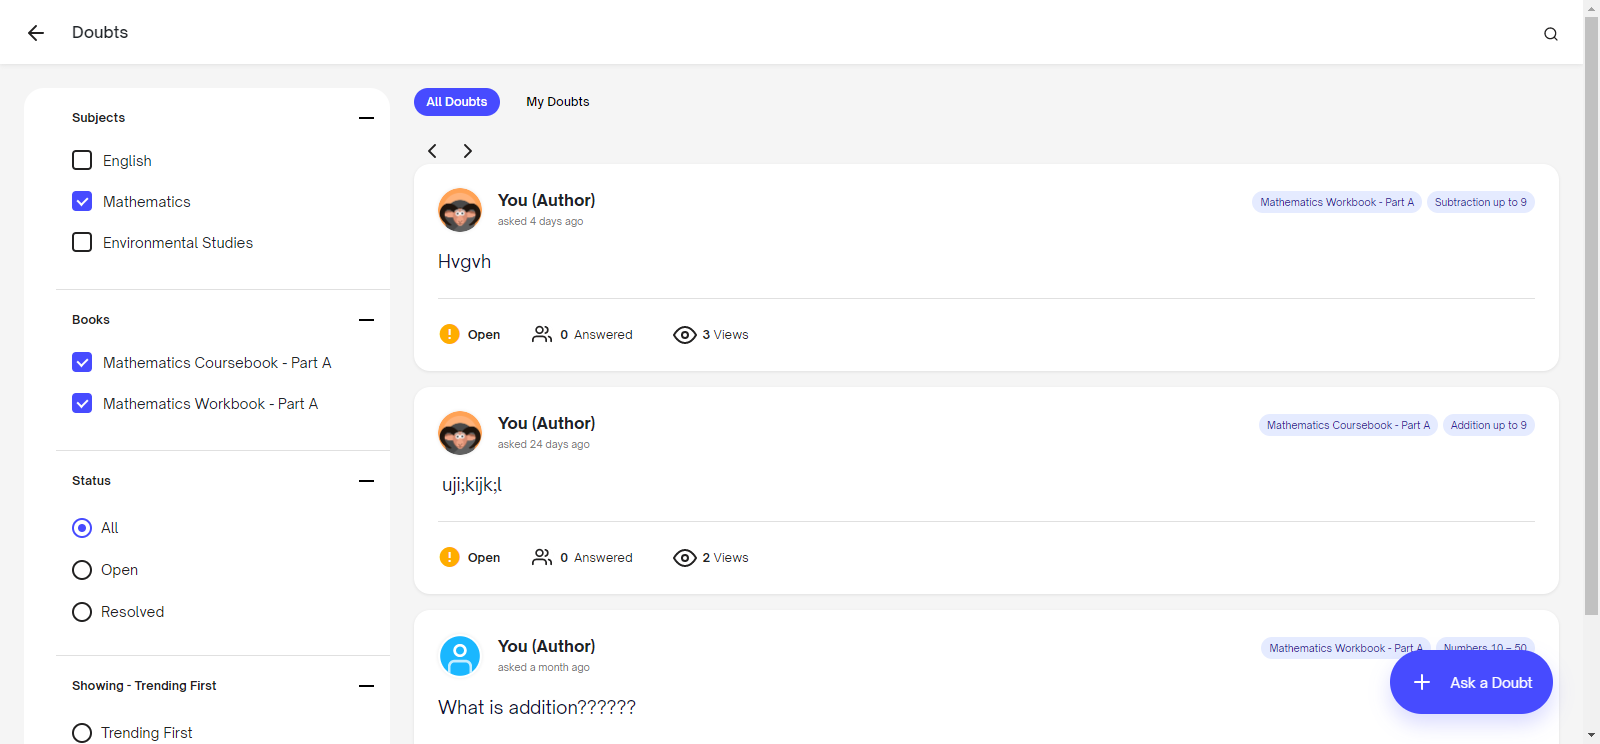 Doubts
Subjects
English
Mathematics
Environmental Studies
Books
Mathematics Coursebook - Part A
Mathematics Workbook - Part A
Status
All
Open
Resolved
Showing - Trending First
Trending First
All Doubts My Doubts
You (Author)
asked 4 days ago
Mathematics Workbook - Part A Subtraction up to 9
Hvgvh
Open 0 Answered 3 Views
You (Author)
asked 24 days ago
Mathematics Coursebook - Part A Addition up to 9
uji;kijk;l
Open 0 Answered 2 Views
You (Author)
asked a month ago
Mathematics Workbook - Part A Numbers 10 – 50
What is addition??????
Ask a Doubt